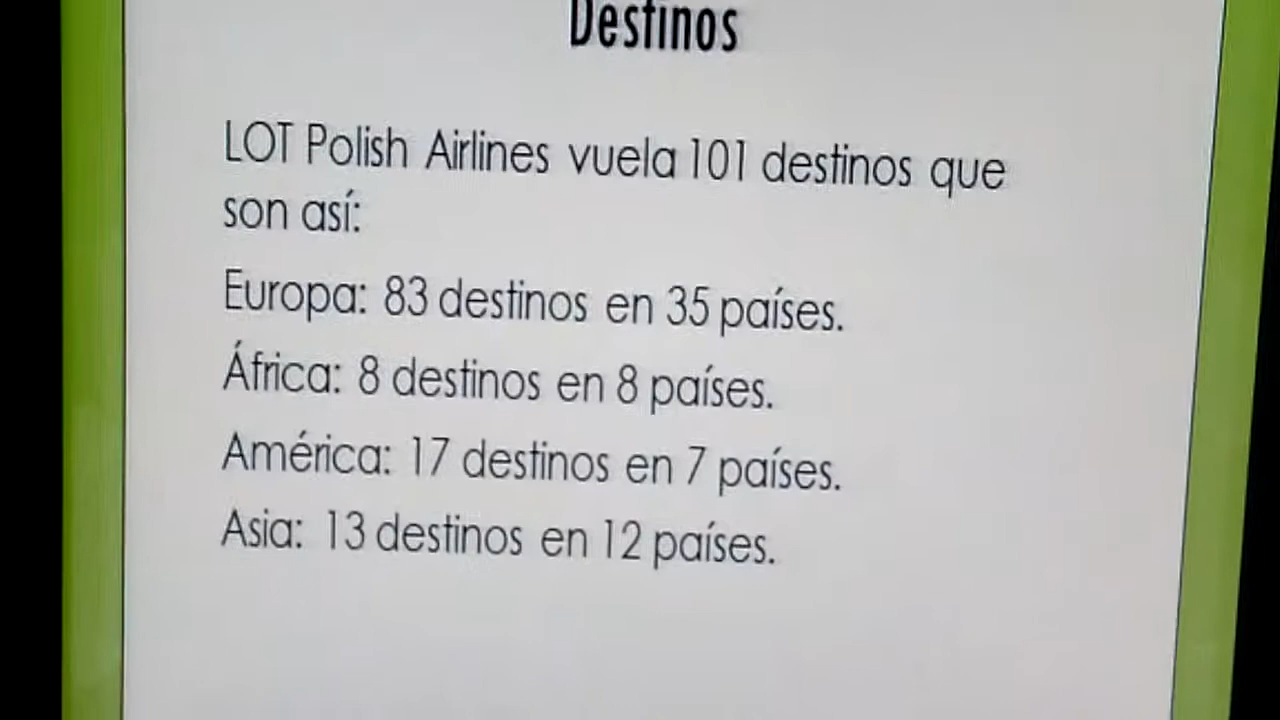 Destinos
LOT Polish Airlines vuela 101 destinos que
son así:
Europa: 83 destinos en 35 países.
África: 8 destinos en 8 países.
América: 17 destinos en 7 países.
Asia: 13 destinos en 12 países.